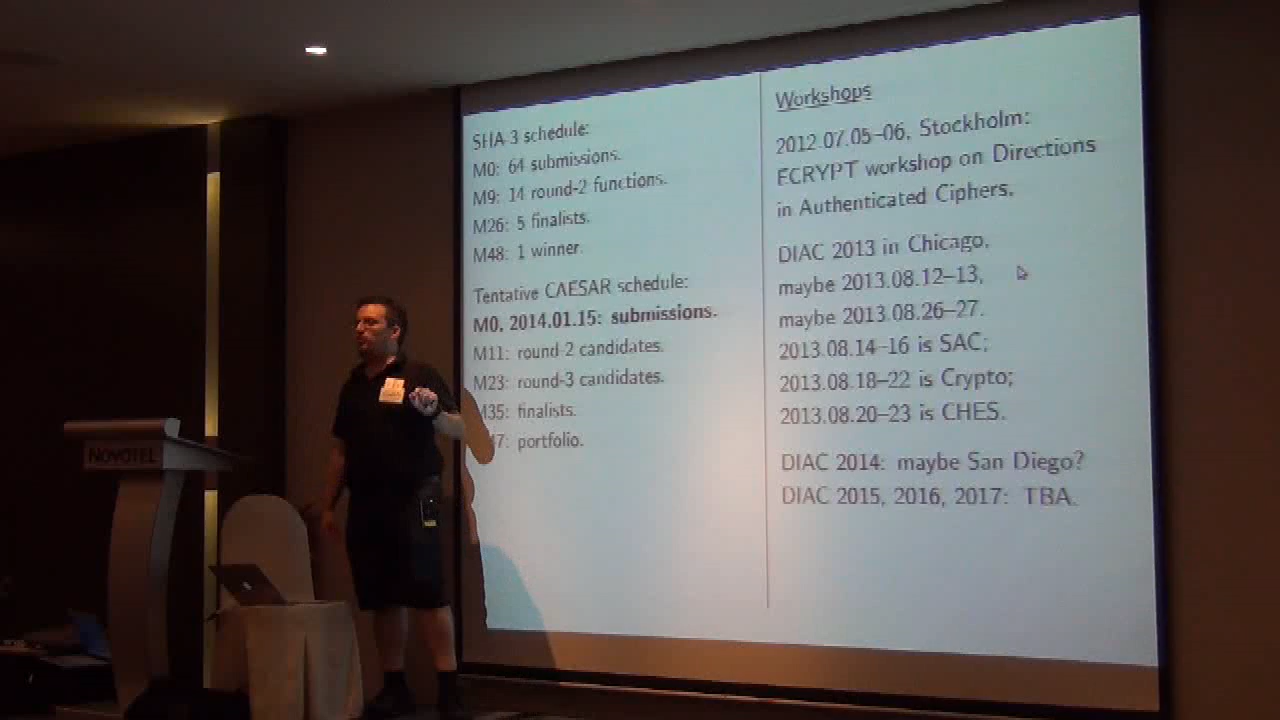 SHA 3 schedule:
M0: 64 submissions.
M9: 14 round-2 functions.
M26: 5 finalists.
M48: 1 winner.
Tentative CAESAR schedule:
M0, 2014.01.15: submissions.
M11: round-2 candidates.
M23: round-3 candidates.
M35: finalists.
47: portfolio.
Workshops
2012.07.05–06, Stockholm:
ECRYPT workshop on Directions
in Authenticated Ciphers.
DIAC 2013 in Chicago,
maybe 2013.08.12–13,
maybe 2013.08.26–27.
2013.08.14–16 is SAC;
2013.08.18–22 is Crypto;
2013.08.20–23 is CHES.
DIAC 2014: maybe San Diego?
DIAC 2015, 2016, 2017: TBA.
NOVOTEL